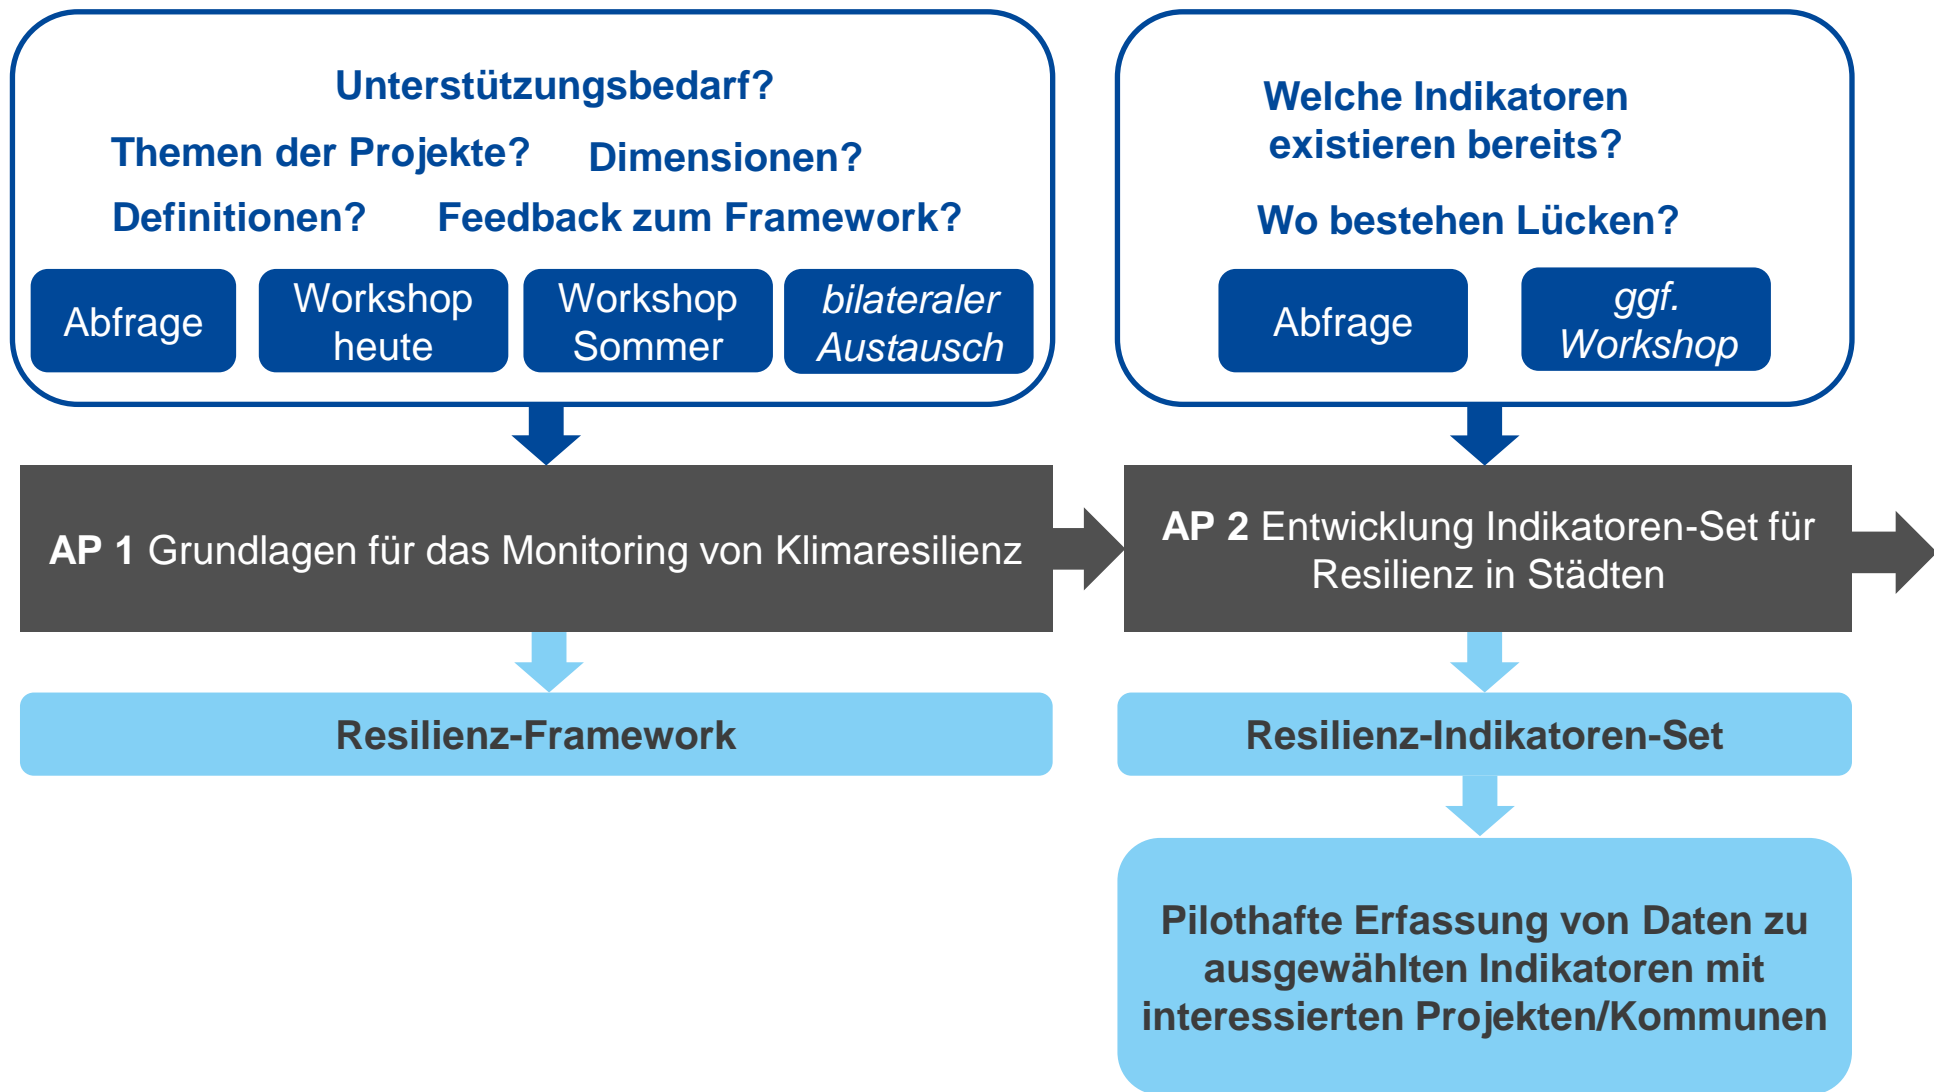 Unterstützungsbedarf?
Themen der Projekte?
Dimensionen?
Definitionen?
Feedback zum Framework?
Abfrage
Workshop
heute
Workshop
Sommer
bilateraler
Austausch
Welche Indikatoren
existieren bereits?
Wo bestehen Lücken?
Abfrage
ggf.
Workshop
AP 1 Grundlagen für das Monitoring von Klimaresilienz
AP 2 Entwicklung Indikatoren-Set für
Resilienz in Städten
Resilienz-Framework
Resilienz-Indikatoren-Set
Pilothafte Erfassung von Daten zu
ausgewählten Indikatoren mit
interessierten Projekten/Kommunen